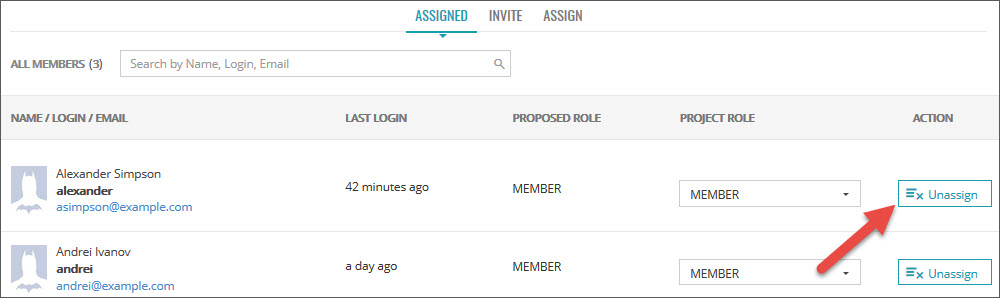 ASSIGNED INVITE ASSIGN
ALL MEMBERS (3) Search by Name, Login, Email
NAME / LOGIN / EMAIL LAST LOGIN PROPOSED ROLE PROJECT ROLE ACTION
Alexander Simpson
alexander 42 minutes ago MEMBER MEMBER Unassign
asimpson@example.com
Andrei Ivanov
andrei a day ago MEMBER MEMBER Unassign
andrei@example.com